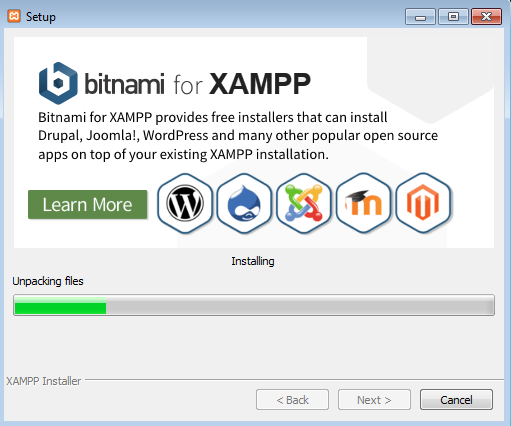 Setup
bitnami for XAMPP
Bitnami for XAMPP provides free installers that can install
Drupal, Joomla!, WordPress and many other popular open source
apps on top of your existing XAMPP installation.
Learn More
Installing
Unpacking files
XAMPP Installer
< Back
Next >
Cancel